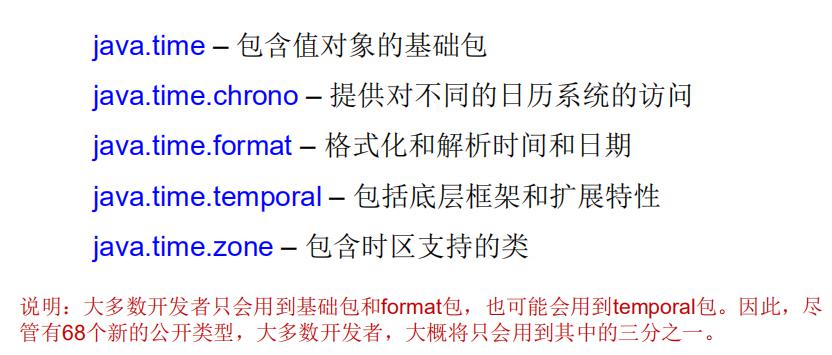 java.time – 包含值对象的基础包
java.time.chrono – 提供对不同的日历系统的访问
java.time.format – 格式化和解析时间和日期
java.time.temporal – 包括底层框架和扩展特性
java.time.zone – 包含时区支持的类
说明：大多数开发者只会用到基础包和format包，也可能会用到temporal包。因此，尽
管有68个新的公开类型，大多数开发者，大概将只会用到其中的三分之一。